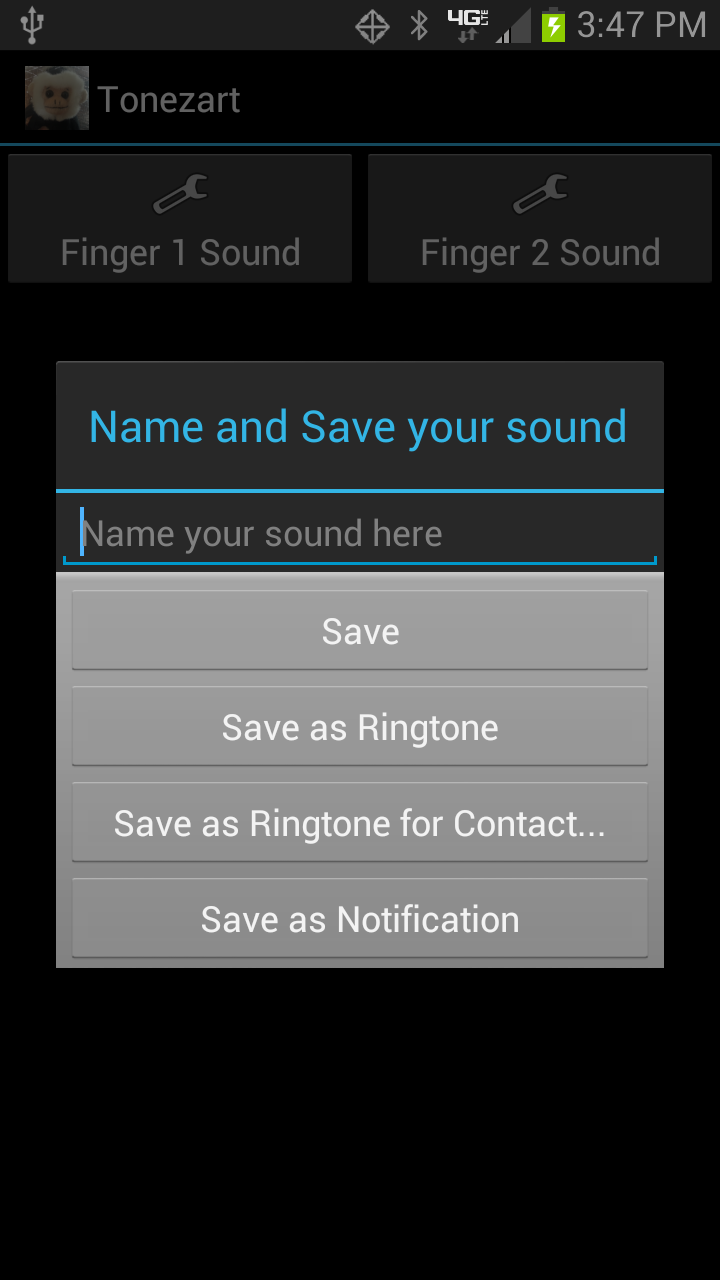 4G LTE 3:47 PM
Tonezart
Finger 1 Sound
Finger 2 Sound
Name and Save your sound
Name your sound here
Save
Save as Ringtone
Save as Ringtone for Contact...
Save as Notification